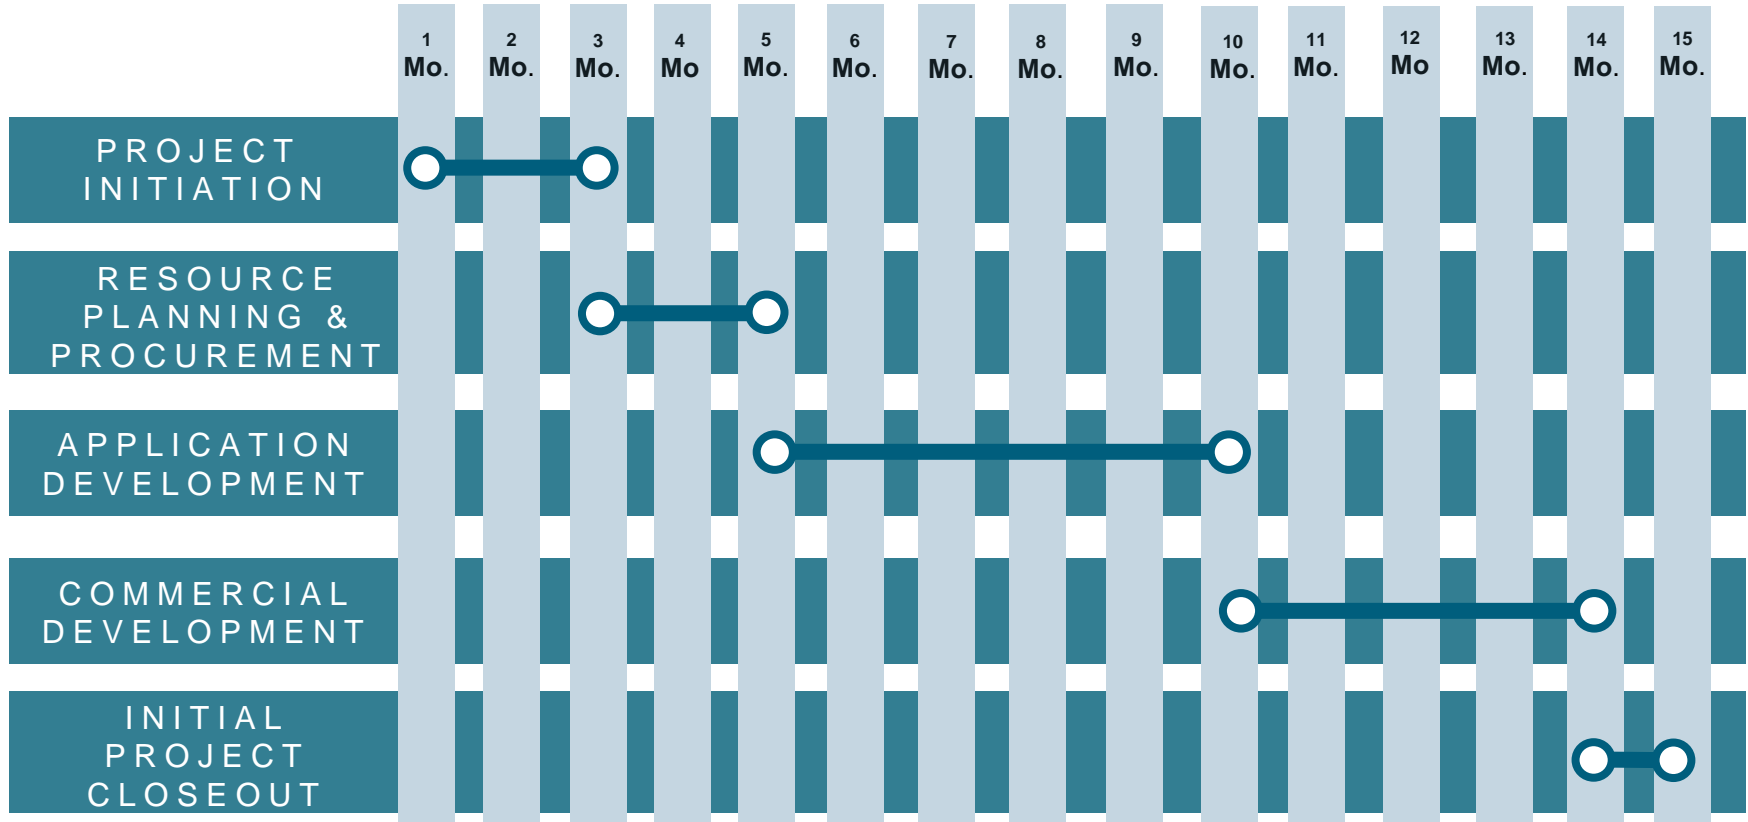 1 2 3 4 5 6 7 8 9 10 11 12 13 14 15
Mo. Mo. Mo. Mo Mo. Mo. Mo. Mo. Mo. Mo. Mo. Mo Mo. Mo. Mo.
PROJECT
INITIATION
RESOURCE
PLANNING &
PROCUREMENT
APPLICATION
DEVELOPMENT
COMMERCIAL
DEVELOPMENT
INITIAL
PROJECT
CLOSEOUT